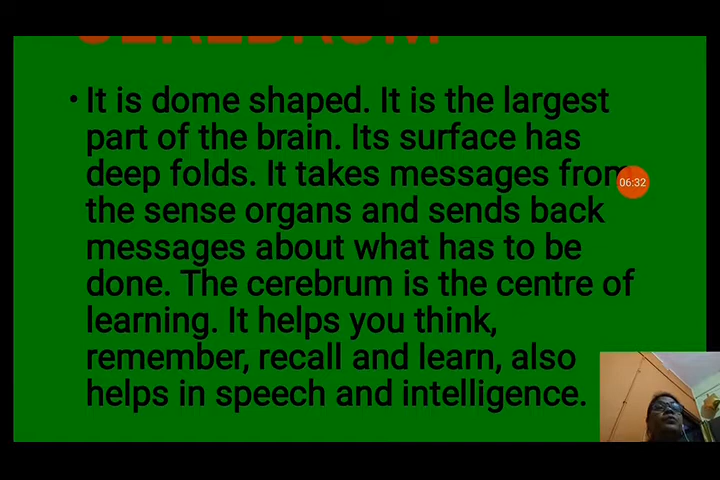 CEREBRUM
• It is dome shaped. It is the largest
part of the brain. Its surface has
deep folds. It takes messages from
the sense organs and sends back
messages about what has to be
done. The cerebrum is the centre of
learning. It helps you think,
remember, recall and learn, also
helps in speech and intelligence.
06:32